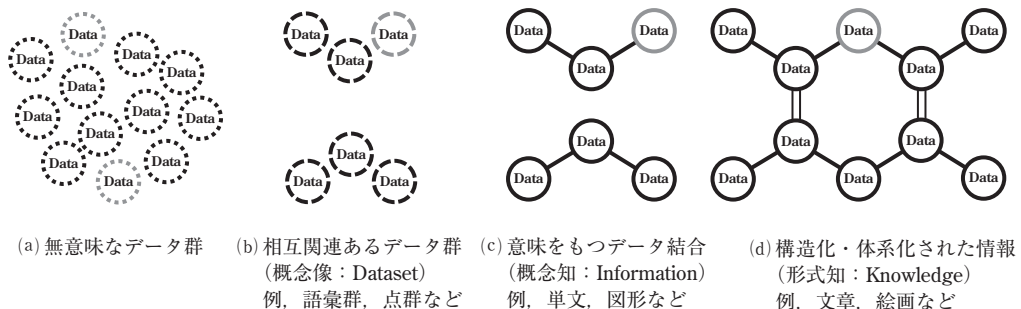 Data
Data
Data
Data
Data
Data
Data
Data
Data
Data
Data
Data
(a) 無意味なデータ群
Data
Data
Data
Data
Data
Data
(b) 相互関連あるデータ群
(概念像：Dataset)
例，語彙群，点群など
Data
Data
Data
Data
Data
Data
(c) 意味をもつデータ結合
(概念知：Information)
例，単文，図形など
Data
Data
Data
Data
Data
Data
Data
Data
Data
Data
(d) 構造化・体系化された情報
(形式知：Knowledge)
例，文章，絵画など